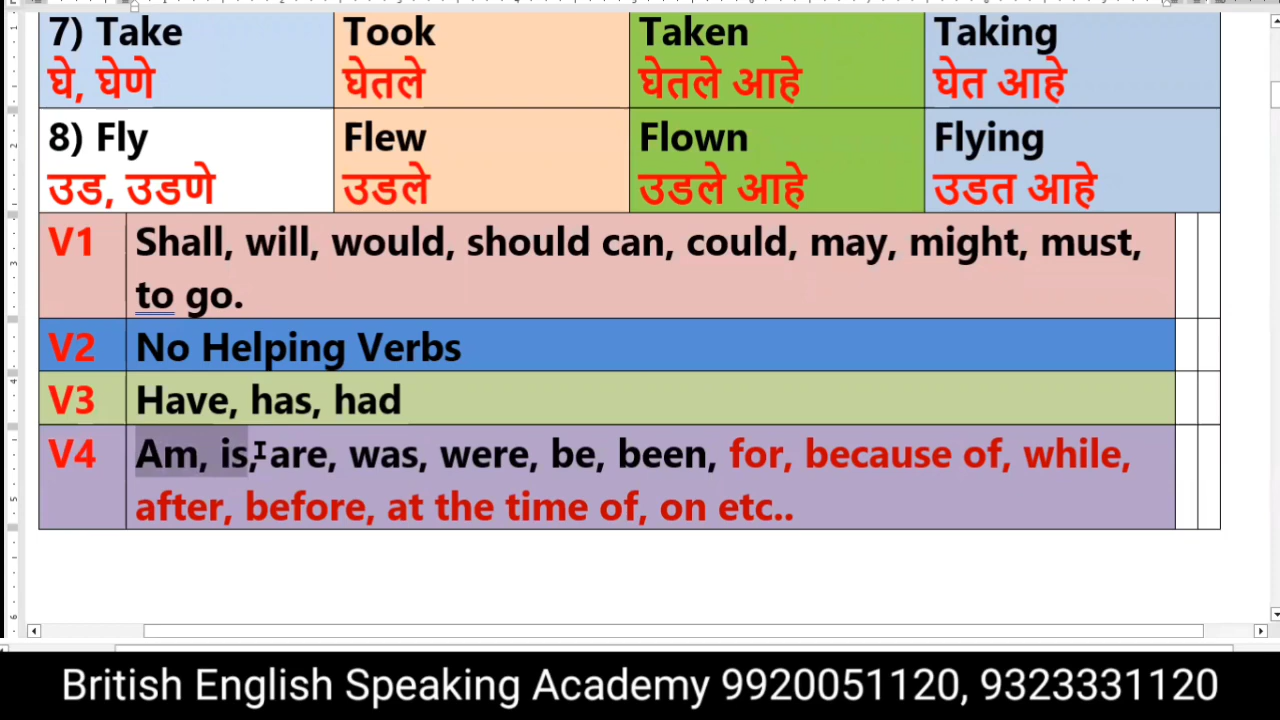 7) Take Took Taken Taking
घे, घेणे घेतले घेतले आहे घेत आहे
8) Fly Flew Flown Flying
उड, उडणे उडले उडले आहे उडत आहे
V1 Shall, will, would, should can, could, may, might, must,
to go.
V2 No Helping Verbs
V3 Have, has, had
V4 Am, is, are, was, were, be, been, for, because of, while,
after, before, at the time of, on etc..
British English Speaking Academy 9920051120, 9323331120